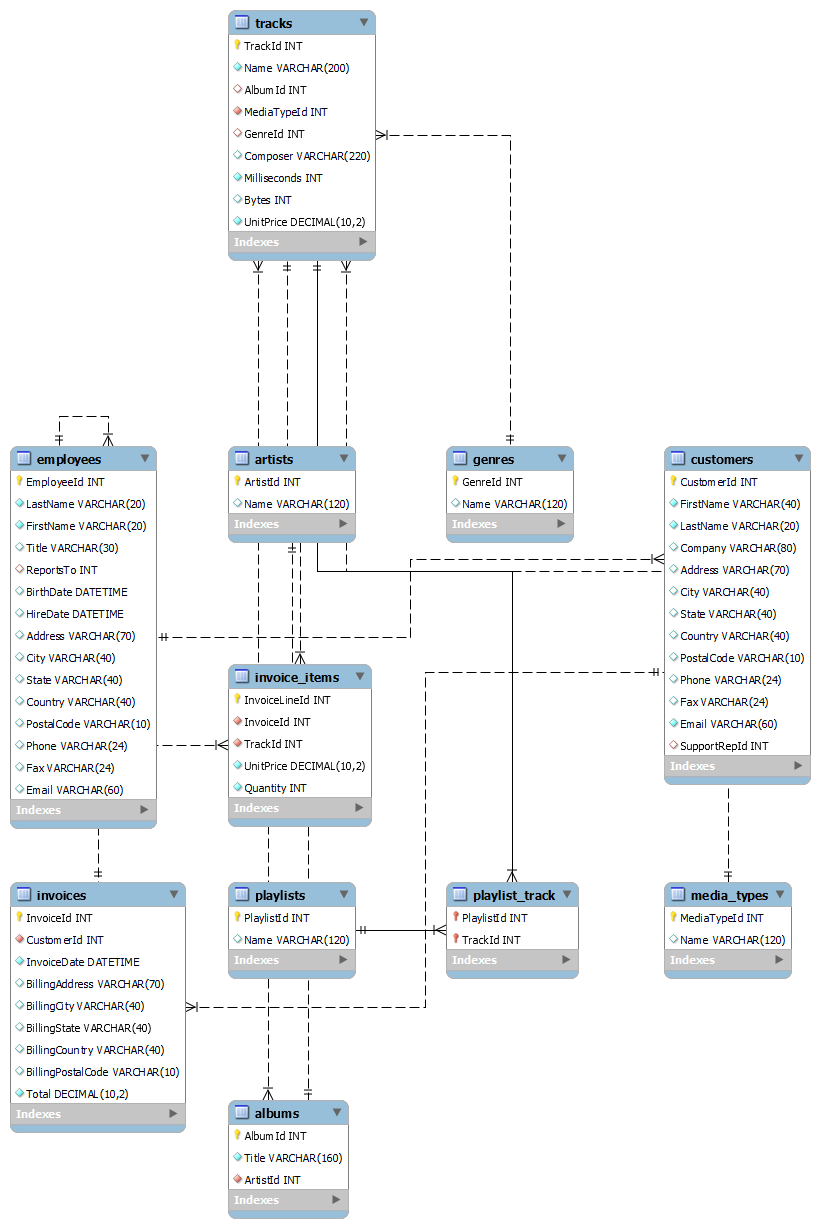 tracks
TrackId INT
Name VARCHAR(200)
AlbumId INT
MediaTypeId INT
GenreId INT
Composer VARCHAR(220)
Milliseconds INT
Bytes INT
UnitPrice DECIMAL(10,2)
Indexes
employees
EmployeeId INT
LastName VARCHAR(20)
FirstName VARCHAR(20)
Title VARCHAR(30)
ReportsTo INT
BirthDate DATETIME
HireDate DATETIME
Address VARCHAR(70)
City VARCHAR(40)
State VARCHAR(40)
Country VARCHAR(40)
PostalCode VARCHAR(10)
Phone VARCHAR(24)
Fax VARCHAR(24)
Email VARCHAR(60)
Indexes
artists
ArtistId INT
Name VARCHAR(120)
Indexes
genres
GenreId INT
Name VARCHAR(120)
Indexes
customers
CustomerId INT
FirstName VARCHAR(40)
LastName VARCHAR(20)
Company VARCHAR(80)
Address VARCHAR(70)
City VARCHAR(40)
State VARCHAR(40)
Country VARCHAR(40)
PostalCode VARCHAR(10)
Phone VARCHAR(24)
Fax VARCHAR(24)
Email VARCHAR(60)
SupportRepId INT
Indexes
invoice_items
InvoiceLineId INT
InvoiceId INT
TrackId INT
UnitPrice DECIMAL(10,2)
Quantity INT
Indexes
invoices
InvoiceId INT
CustomerId INT
InvoiceDate DATETIME
BillingAddress VARCHAR(70)
BillingCity VARCHAR(40)
BillingState VARCHAR(40)
BillingCountry VARCHAR(40)
BillingPostalCode VARCHAR(10)
Total DECIMAL(10,2)
Indexes
playlists
PlaylistId INT
Name VARCHAR(120)
Indexes
playlist_track
PlaylistId INT
TrackId INT
Indexes
media_types
MediaTypeId INT
Name VARCHAR(120)
Indexes
albums
AlbumId INT
Title VARCHAR(160)
ArtistId INT
Indexes